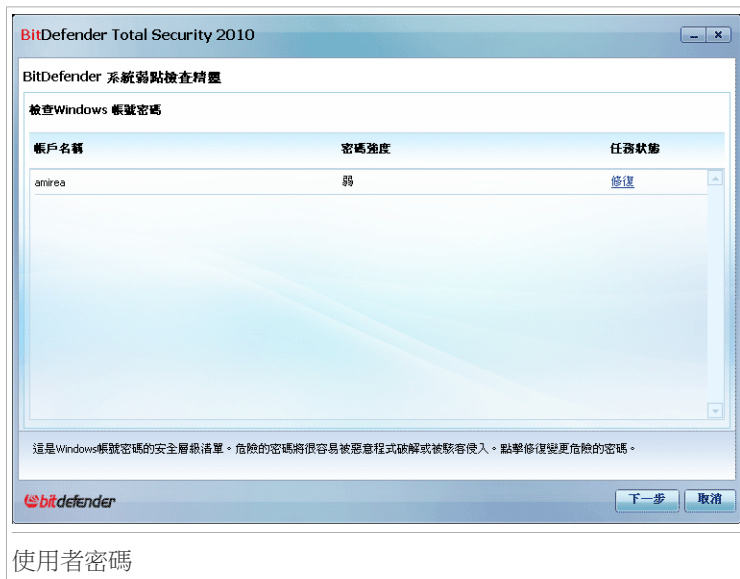 BitDefender Total Security 2010
BitDefender 系統弱點檢查精靈
檢查Windows 帳號密碼
帳戶名稱 密碼強度 任務狀態
amirea 弱 修復
這是Windows帳號密碼的安全層級清單。危險的密碼將很容易被惡意程式破解或被駭客侵入。點擊修復變更危險的密碼。
bitdefender
下一步 取消
使用者密碼